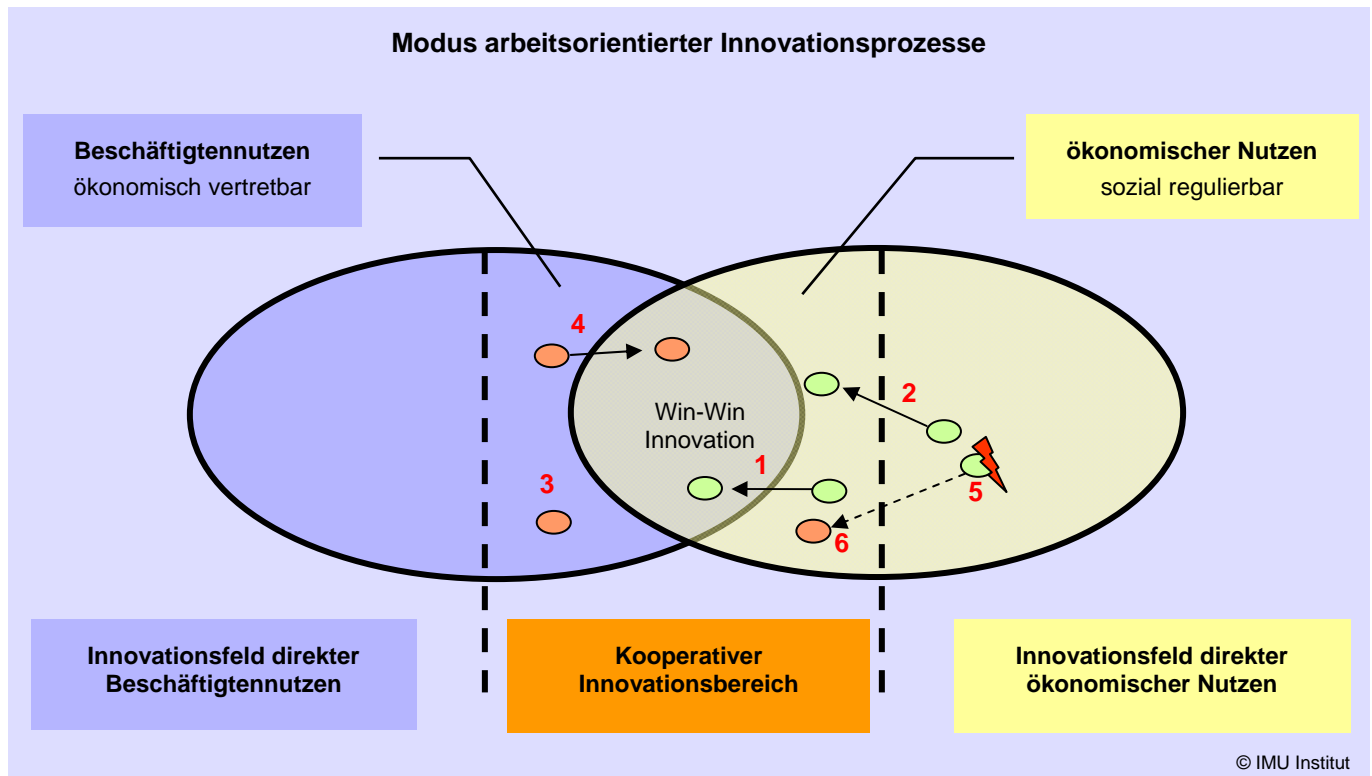 Modus arbeitsorientierter Innovationsprozesse
Beschäftigtennutzen
ökonomisch vertretbar
ökonomischer Nutzen
sozial regulierbar
4
2
Win-Win
Innovation
1
3
5
6
Innovationsfeld direkter
Beschäftigtennutzen
Kooperativer
Innovationsbereich
Innovationsfeld direkter
ökonomischer Nutzen
© IMU Institut